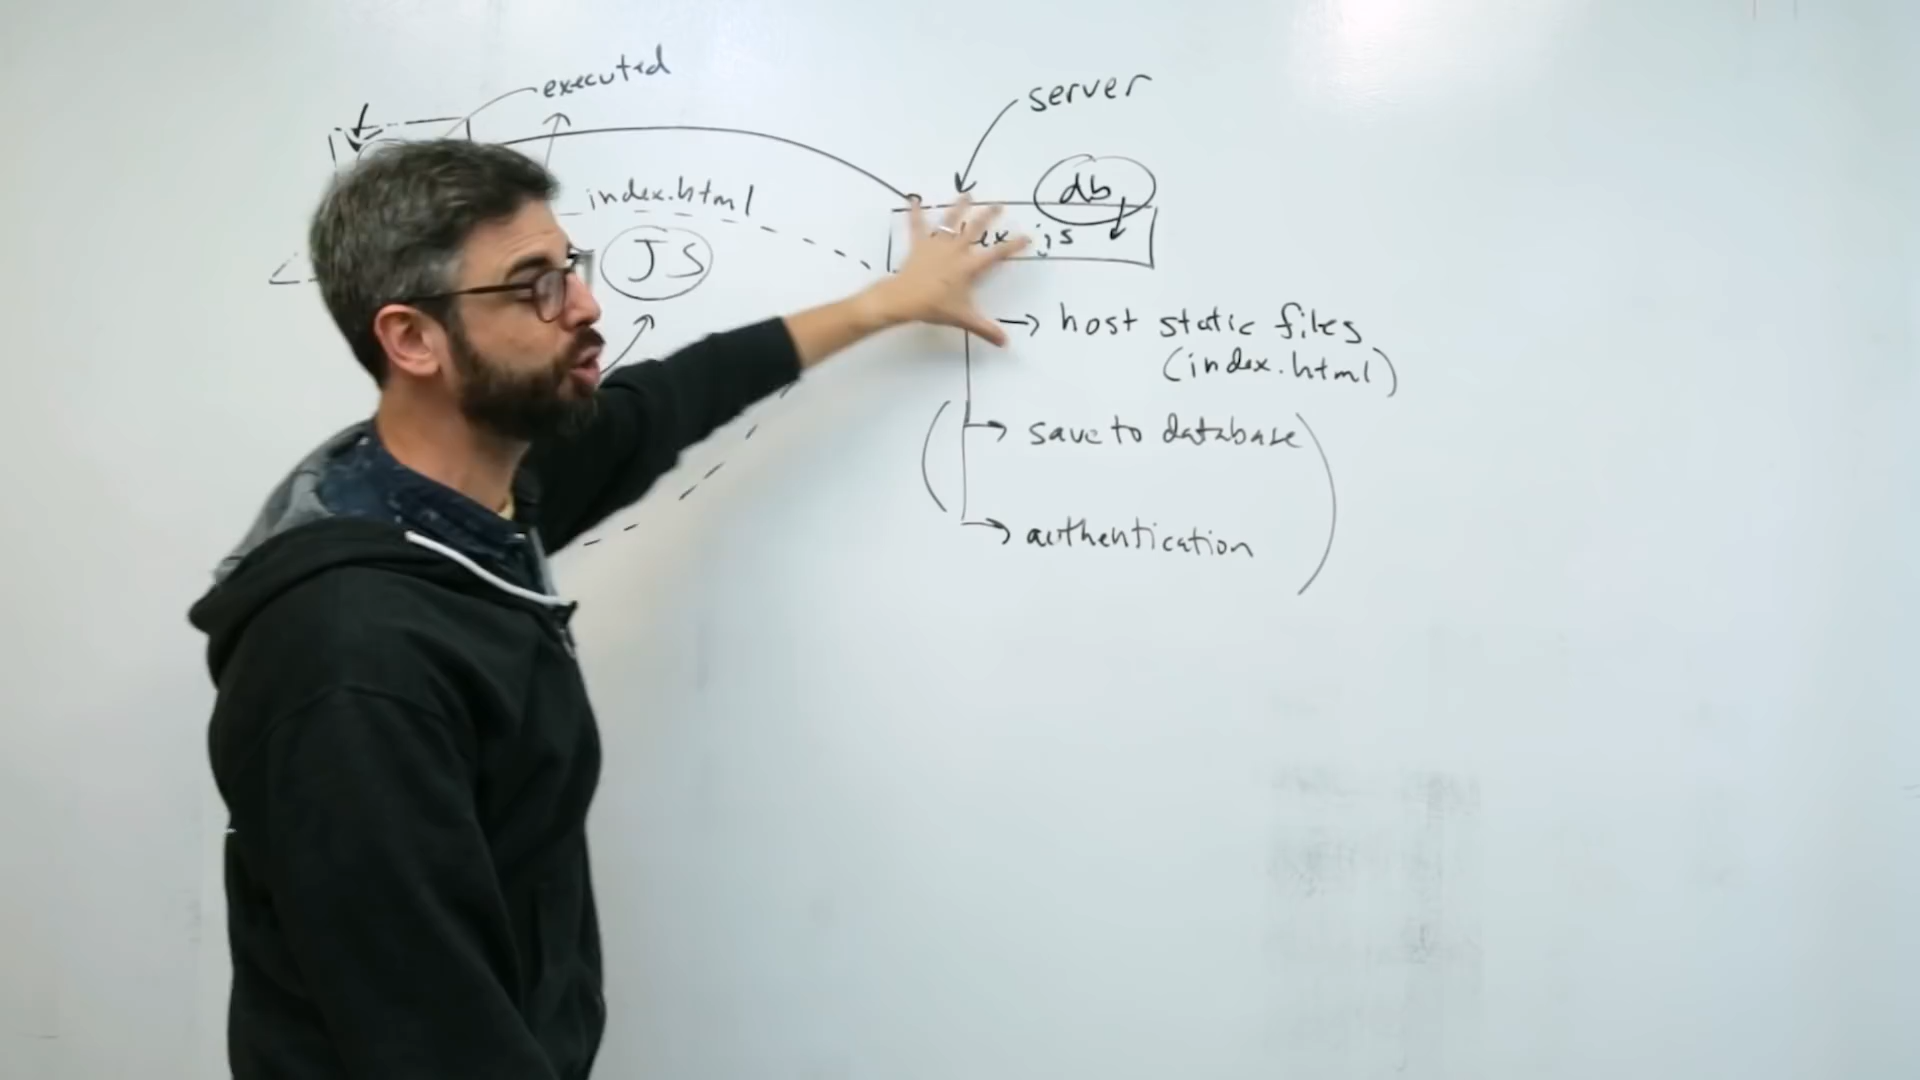 executed
server
index.html
db
JS
host static files
(index.html)
save to database
authentication